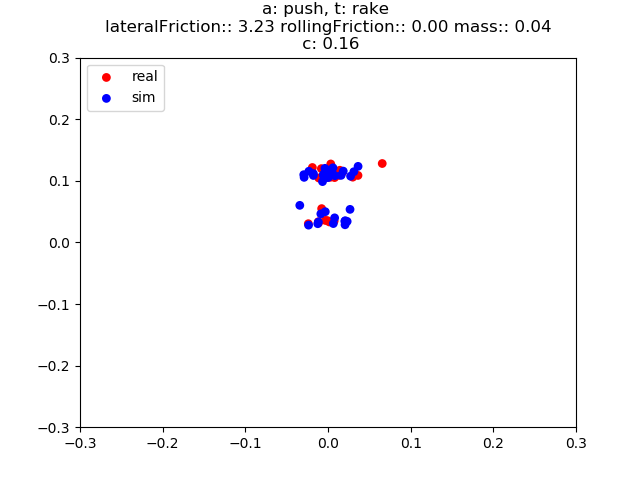 a: push, t: rake
lateralFriction:: 3.23 rollingFriction:: 0.00 mass:: 0.04
c: 0.16
real
sim
0.3
0.2
0.1
0.0
−0.1
−0.2
−0.3
−0.3 −0.2 −0.1 0.0 0.1 0.2 0.3